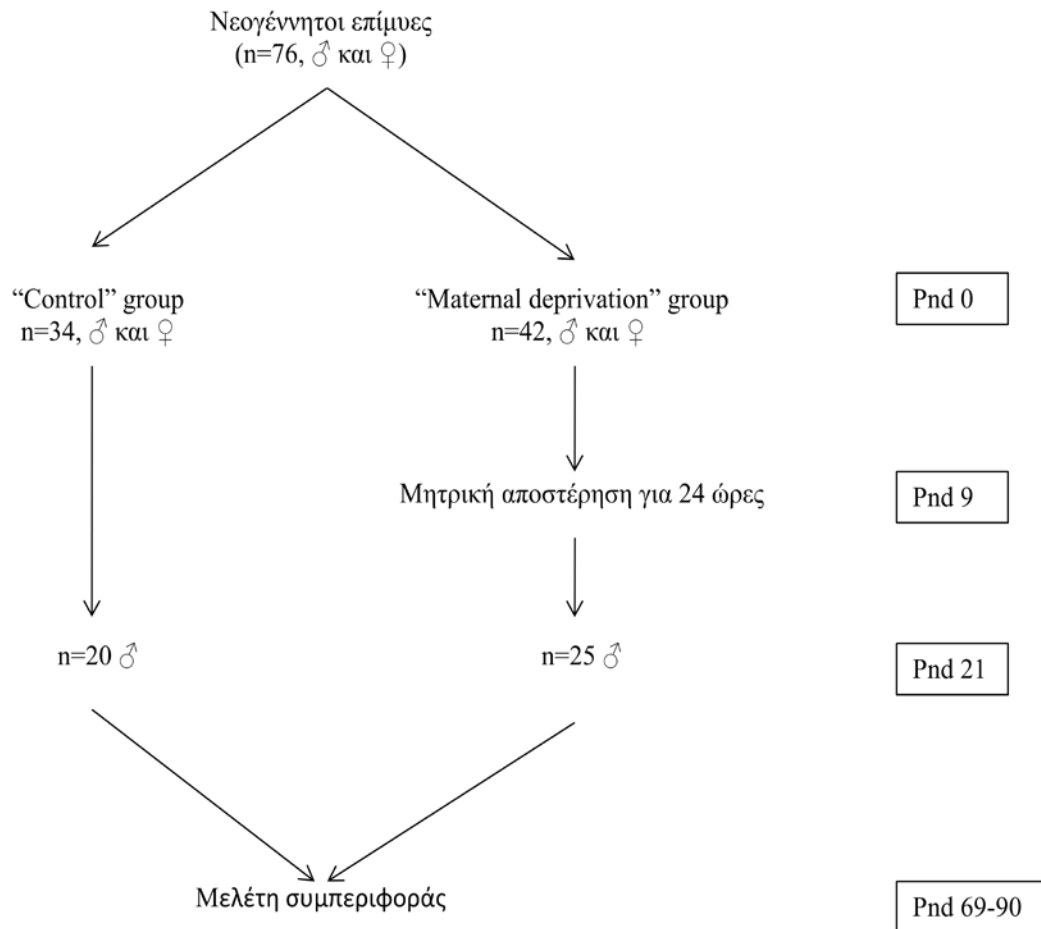 Νεογέννητοι επίμυες
(n=76, ♂ και ♀)
“Control” group
n=34, ♂ και ♀
“Maternal deprivation” group
n=42, ♂ και ♀
Pnd 0
Μητρική αποστέρηση για 24 ώρες
Pnd 9
n=20 ♂
n=25 ♂
Pnd 21
Μελέτη συμπεριφοράς
Pnd 69-90